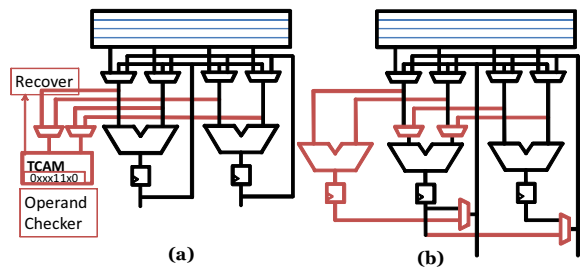 Recover
TCAM
0xxx11x0
Operand
Checker
(a)
(b)